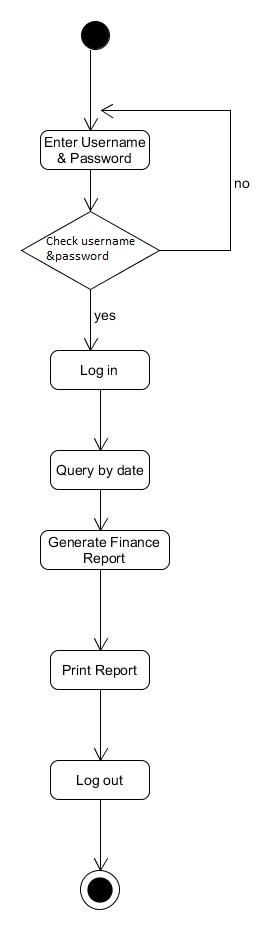 Enter Username
& Password
no
Check username
&password
yes
Log in
Query by date
Generate Finance
Report
Print Report
Log out